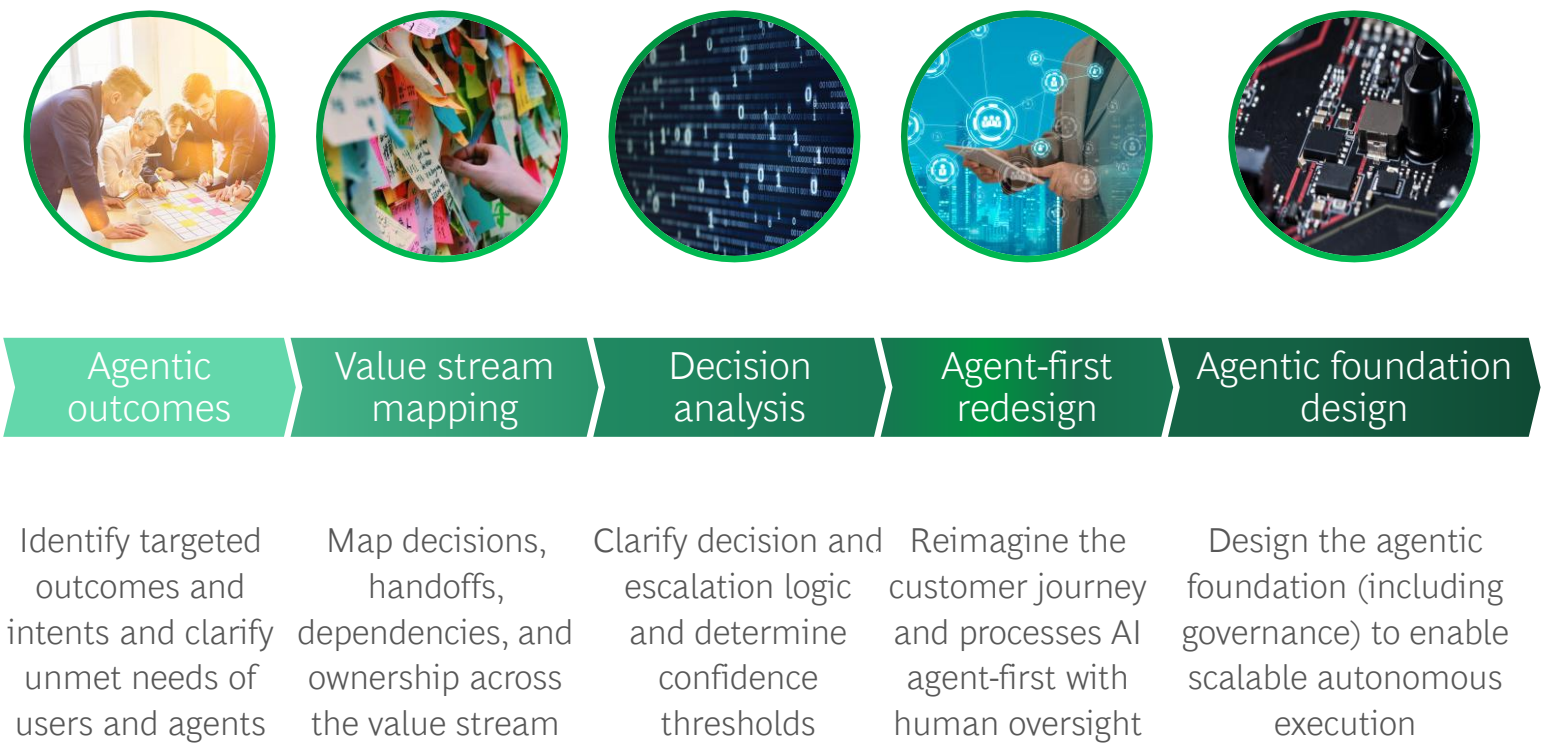 Agentic
outcomes
Value stream
mapping
Decision
analysis
Agent-first
redesign
Agentic foundation
design
Identify targeted
outcomes and
intents and clarify
unmet needs of
users and agents
Map decisions,
handoffs,
dependencies, and
ownership across
the value stream
Clarify decision and
escalation logic
and determine
confidence
thresholds
Reimagine the
customer journey
and processes AI
agent-first with
human oversight
Design the agentic
foundation (including
governance) to enable
scalable autonomous
execution